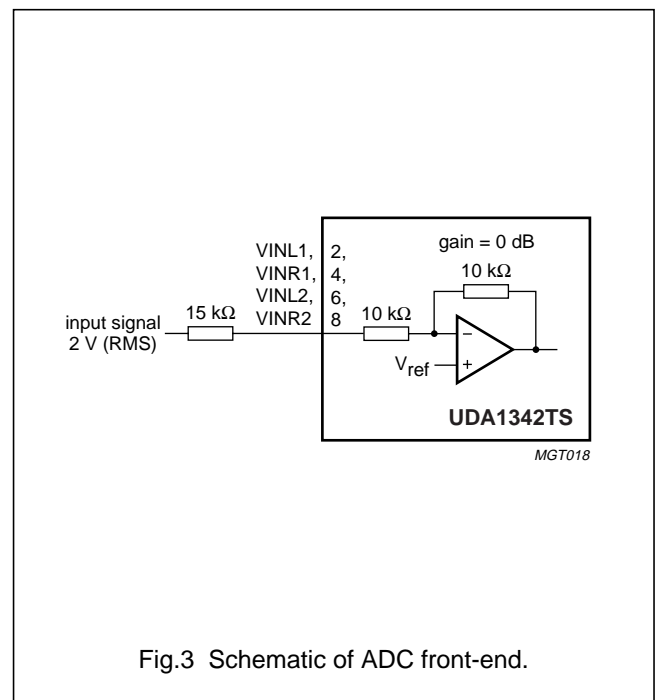 gain = 0 dB
VINL1, 2,
VINR1, 4,
VINL2, 6,
VINR2 8
10 kΩ
15 kΩ
10 kΩ
input signal
2 V (RMS)
−
Vref
+
UDA1342TS
MGT018
Fig.3 Schematic of ADC front-end.